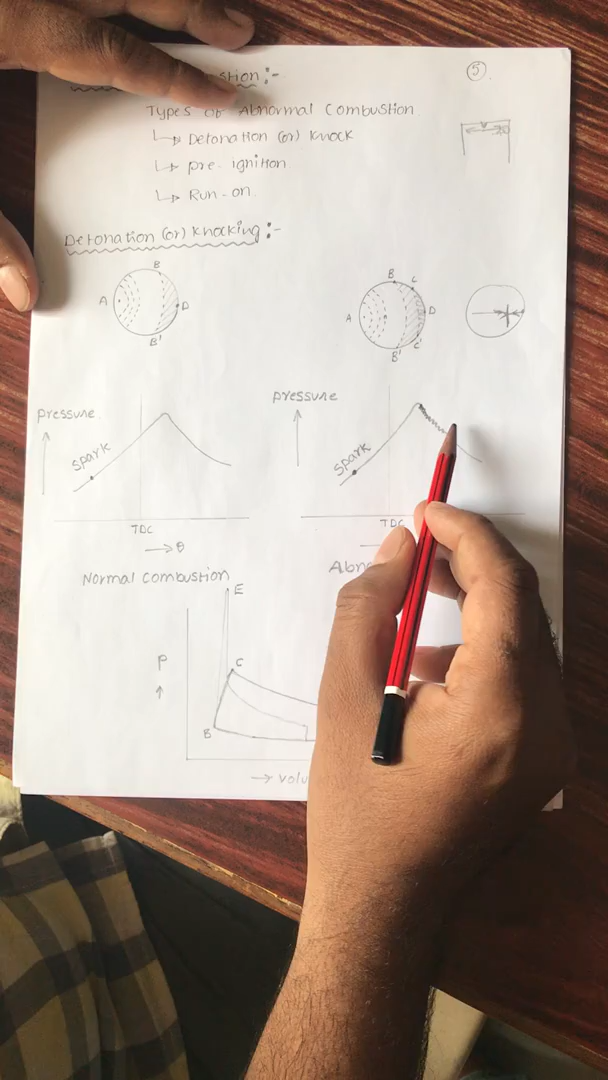 5
Types of Abnormal Combustion
↳ Detonation (or) Knock
↳ pre-ignition
↳ Run-on.
Detonation (or) Knocking :-
B
A
D
B'
B
C
A
D
B'
C'
pressure
spark
TDC
→ θ
Normal Combustion
pressure
spark
TDC
E
P
C
B